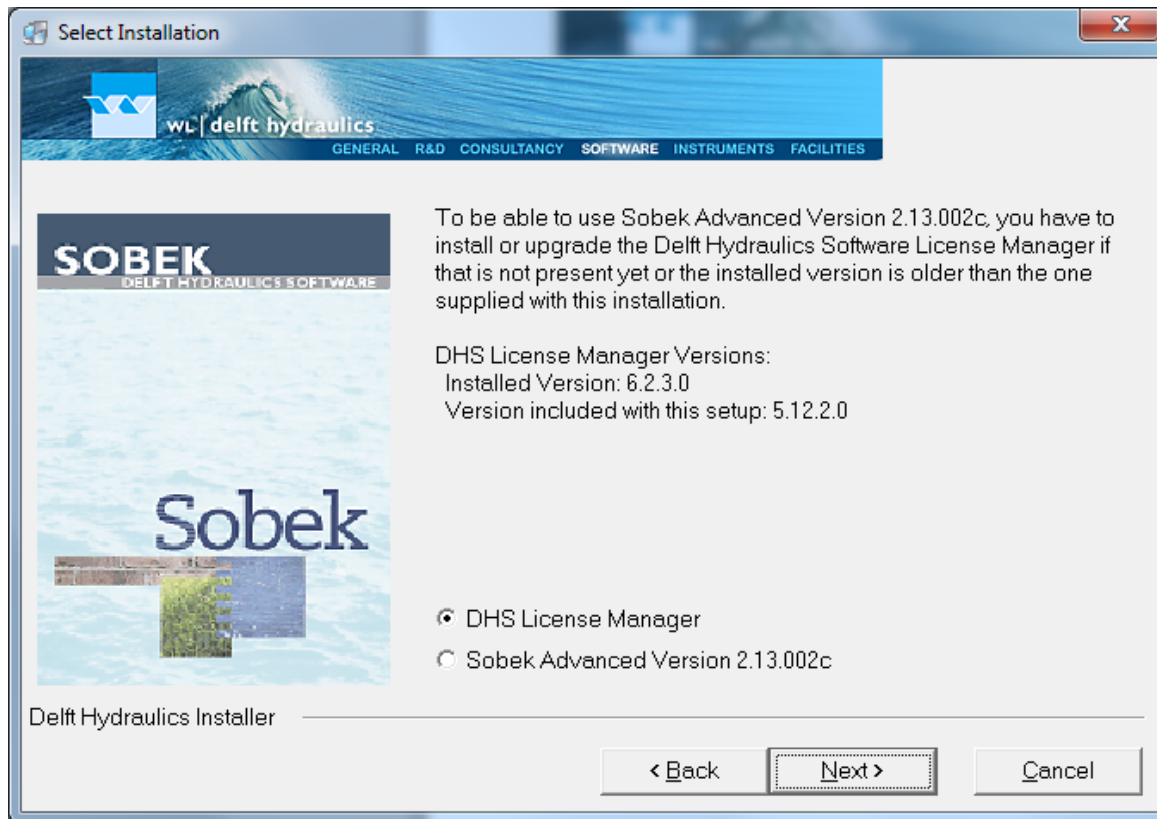 Select Installation
WL | delft hydraulics
GENERAL R&D CONSULTANCY SOFTWARE INSTRUMENTS FACILITIES
SOBEK
DELFT HYDRAULICS SOFTWARE
Sobek
To be able to use Sobek Advanced Version 2.13.002c, you have to
install or upgrade the Delft Hydraulics Software License Manager if
that is not present yet or the installed version is older than the one
supplied with this installation.
DHS License Manager Versions:
Installed Version: 6.2.3.0
Version included with this setup: 5.12.2.0
DHS License Manager
Sobek Advanced Version 2.13.002c
Delft Hydraulics Installer
< Back
Next >
Cancel